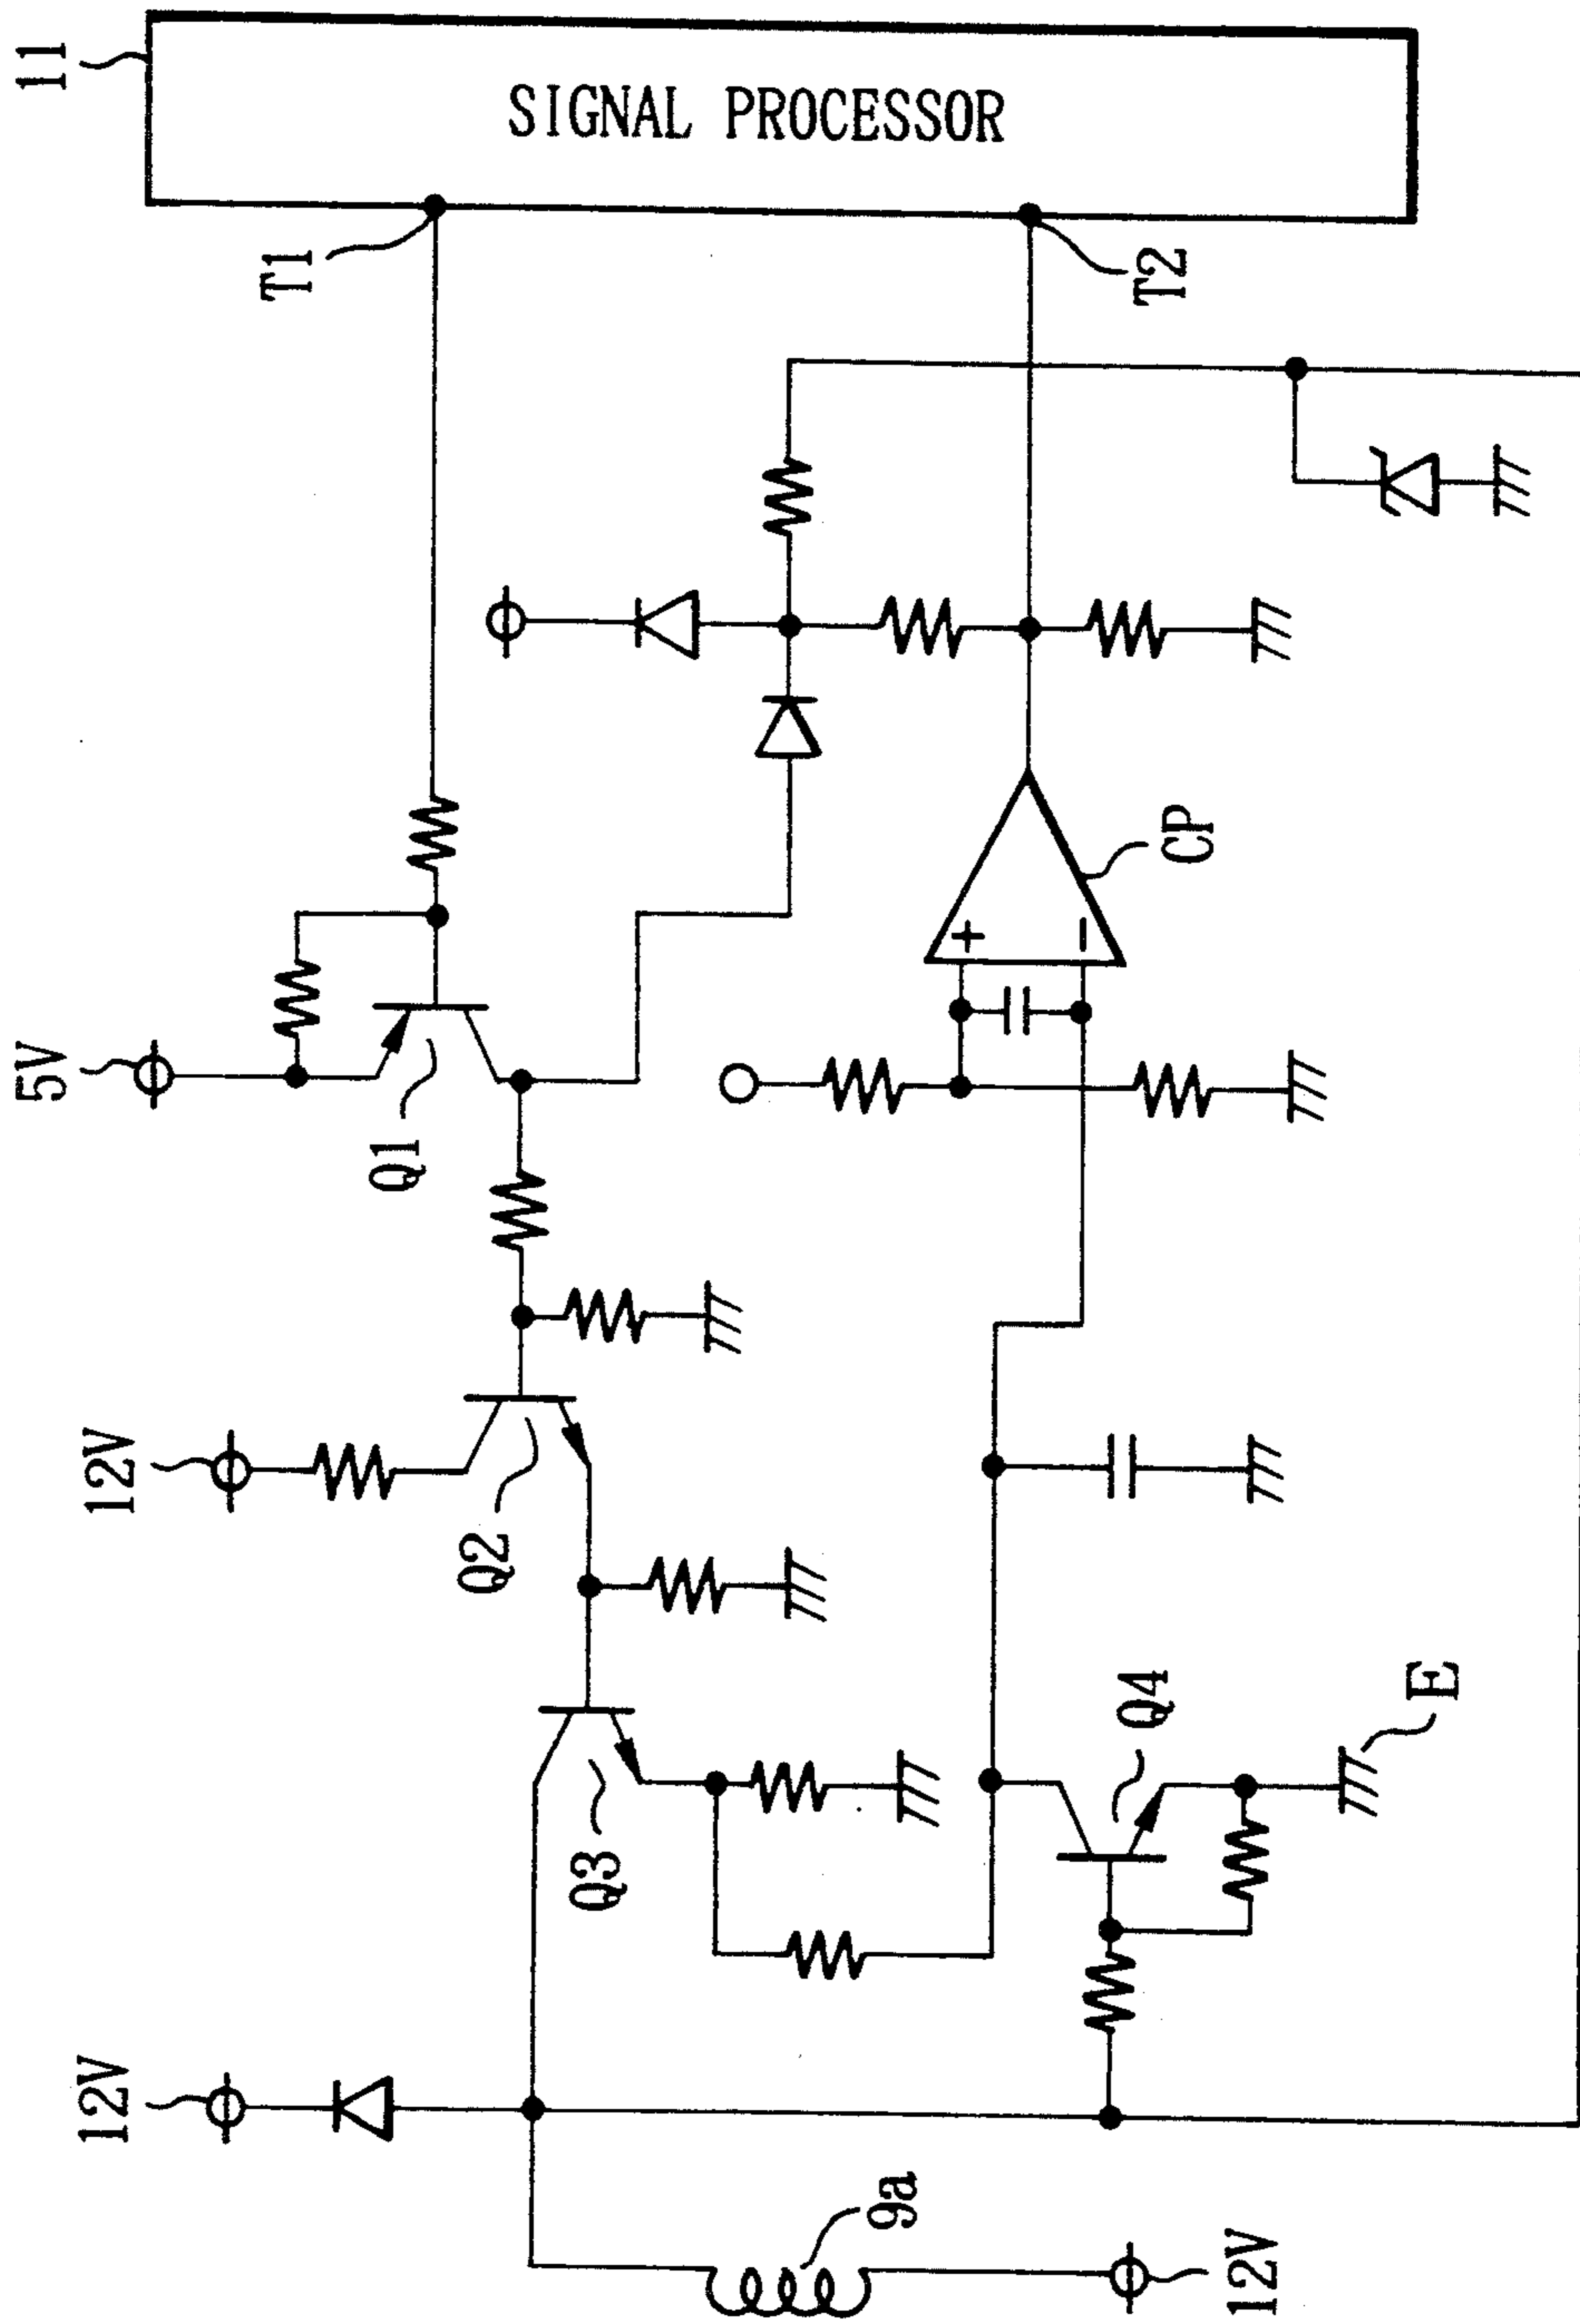 11
SIGNAL PROCESSOR
T1
T2
5V
Q1
+
−
CP
12V
Q2
Q3
Q4
E
12V
9a
12V